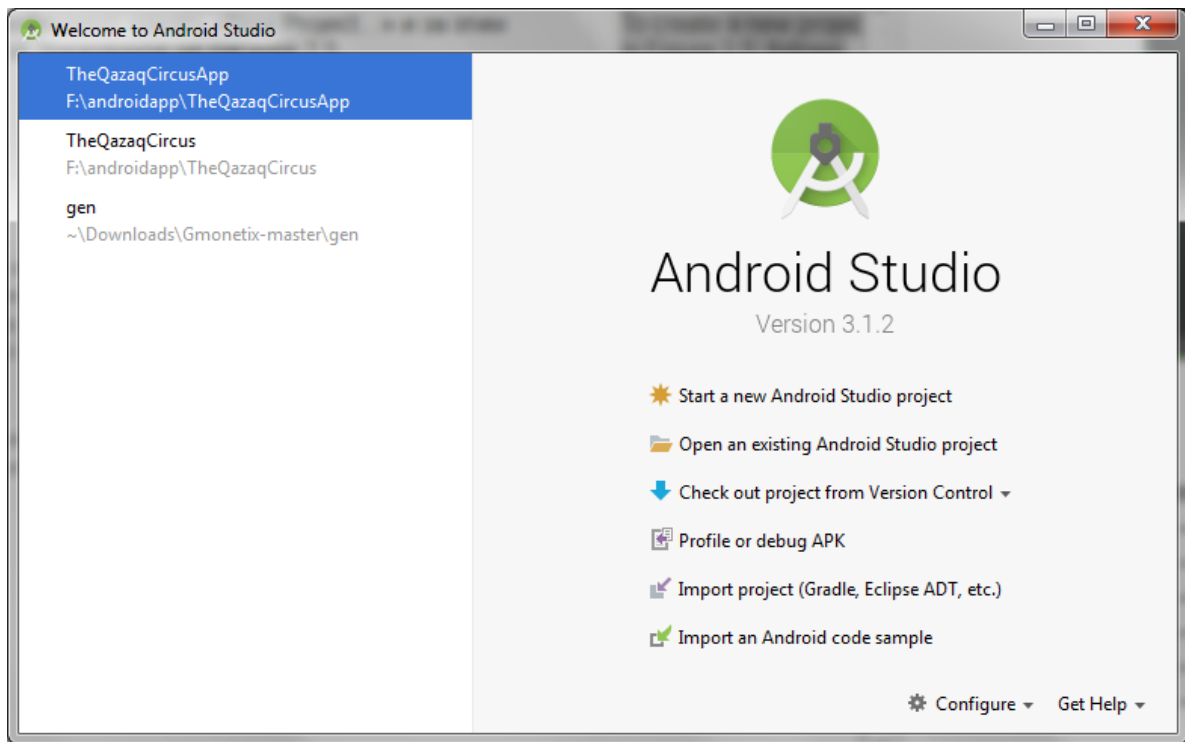 Welcome to Android Studio
TheQazaqCircusApp
F:\androidapp\TheQazaqCircusApp
TheQazaqCircus
F:\androidapp\TheQazaqCircus
gen
~\Downloads\Gmonetix-master\gen
Android Studio
Version 3.1.2
Start a new Android Studio project
Open an existing Android Studio project
Check out project from Version Control
Profile or debug APK
Import project (Gradle, Eclipse ADT, etc.)
Import an Android code sample
Configure
Get Help